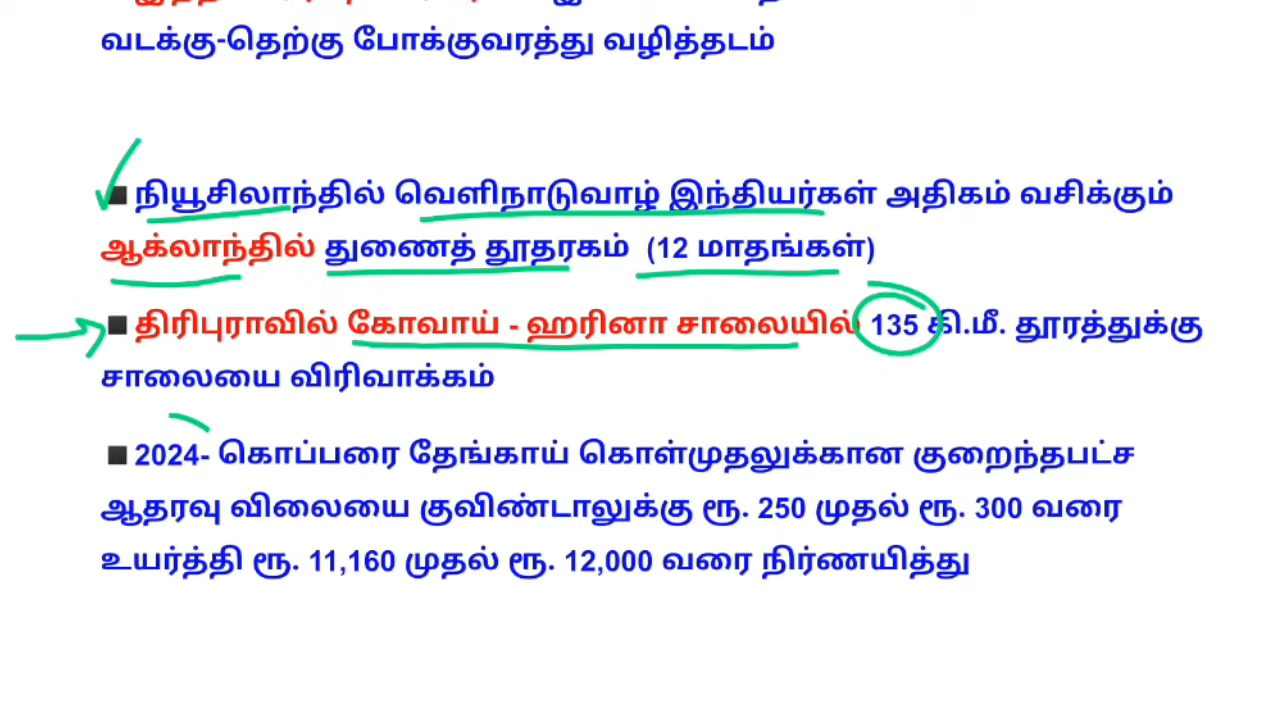 வடக்கு-தெற்கு போக்குவரத்து வழித்தடம்
◾நியூசிலாந்தில் வெளிநாடுவாழ் இந்தியர்கள் அதிகம் வசிக்கும்
ஆக்லாந்தில் துணைத் தூதரகம் (12 மாதங்கள்)
◾திரிபுராவில் கோவாய் - ஹரினா சாலையில் 135 கி.மீ. தூரத்துக்கு
சாலையை விரிவாக்கம்
◾2024- கொப்பரை தேங்காய் கொள்முதலுக்கான குறைந்தபட்ச
ஆதரவு விலையை குவிண்டாலுக்கு ரூ. 250 முதல் ரூ. 300 வரை
உயர்த்தி ரூ. 11,160 முதல் ரூ. 12,000 வரை நிர்ணயித்து